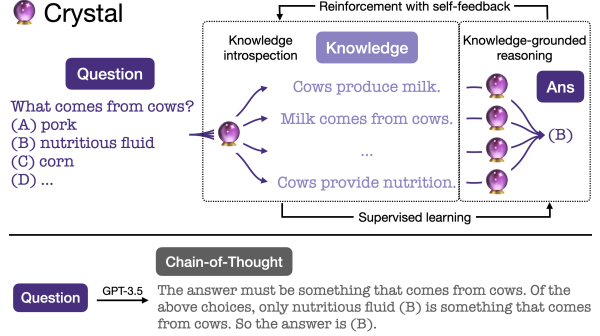 Crystal
Reinforcement with self-feedback
Knowledge
introspection
Knowledge
Knowledge-grounded
reasoning
Question
Ans
What comes from cows?
(A) pork
(B) nutritious fluid
(C) corn
(D) ...
Cows produce milk.
Milk comes from cows.
...
Cows provide nutrition.
(B)
Supervised learning
Chain-of-Thought
Question
GPT-3.5
The answer must be something that comes from cows. Of the
above choices, only nutritious fluid (B) is something that comes
from cows. So the answer is (B).